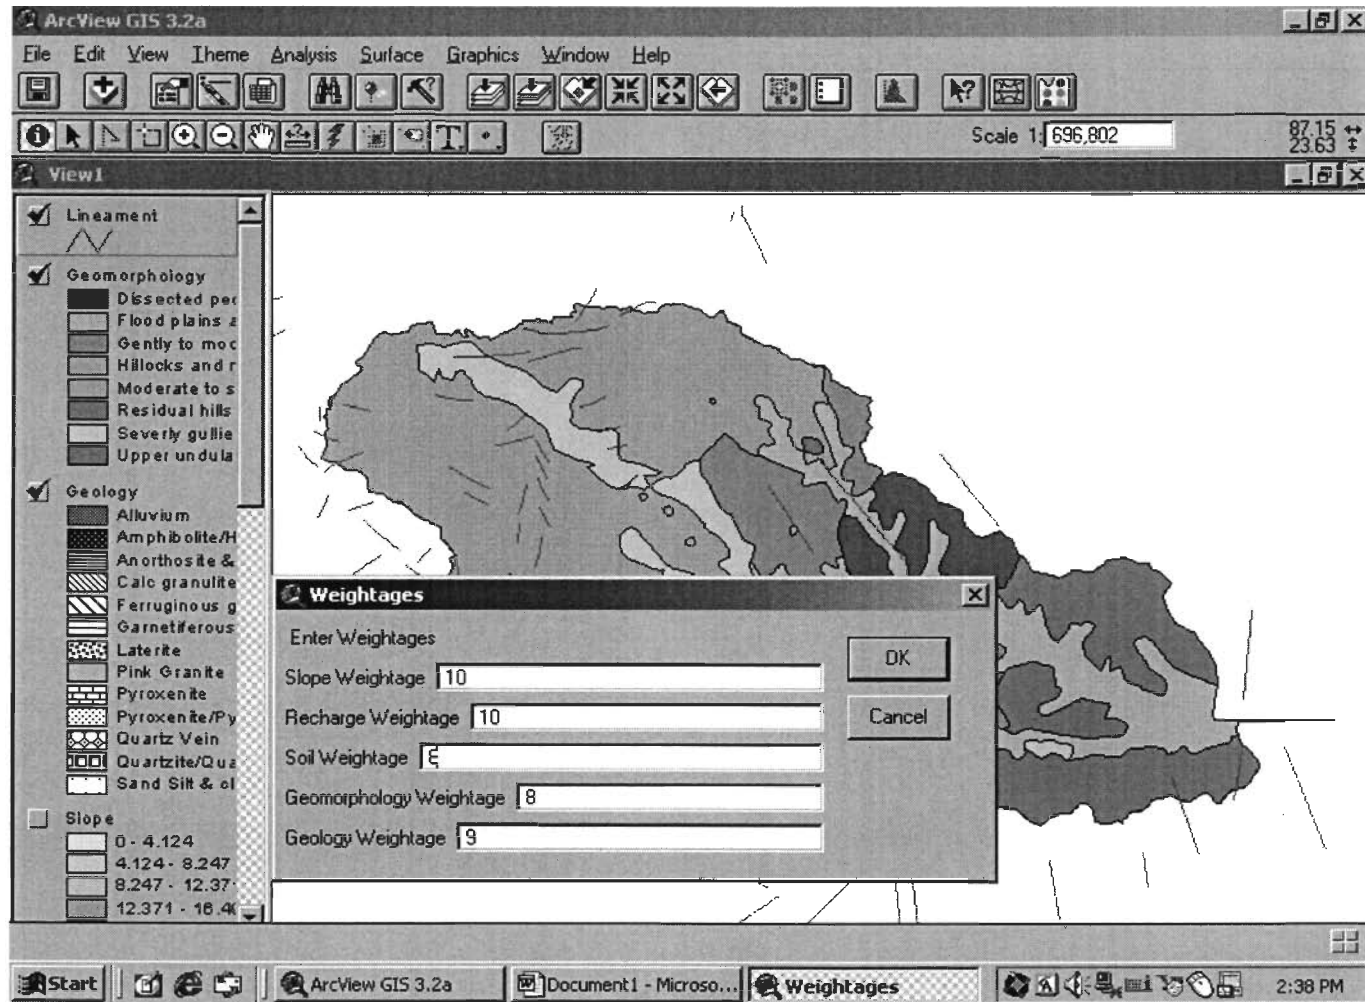 ArcView GIS 3.2a
File Edit View Theme Analysis Surface Graphics Window Help
Scale 1: 696,802
87.15
23.63
View1
Lineament
Geomorphology
Dissected pec
Flood plains a
Gently to moc
Hillocks and r
Moderate to s
Residual hills
Severly gullie
Upper undula
Geology
Alluvium
Amphibolite/H
Anorthosite &
Calc granulite
Ferruginous g
Garnetiferous
Laterite
Pink Granite
Pyroxenite
Pyroxenite/Py
Quartz Vein
Quartzite/Qua
Sand Silt & cl
Slope
0 - 4.124
4.124 - 8.247
8.247 - 12.37
12.371 - 16.4
Weightages
Enter Weightages
Slope Weightage 10
Recharge Weightage 10
Soil Weightage
Geomorphology Weightage 8
Geology Weightage 9
OK
Cancel
Start
ArcView GIS 3.2a
Document1 - Microso...
Weightages
2:38 PM